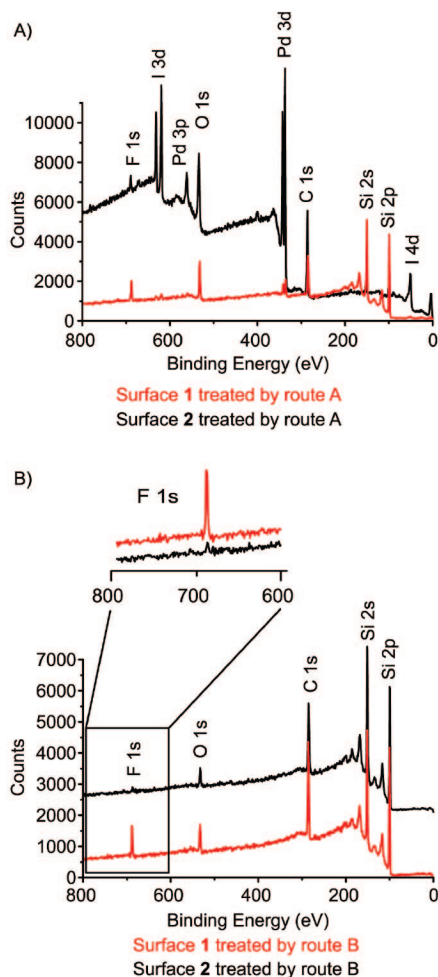 A)
F 1s
I 3d
Pd 3p
O 1s
Pd 3d
C 1s
Si 2s
Si 2p
I 4d
10000
8000
6000
4000
2000
0
Counts
800 600 400 200 0
Binding Energy (eV)
Surface 1 treated by route A
Surface 2 treated by route A
B)
F 1s
800 700 600
7000
6000
5000
4000
3000
2000
1000
0
Counts
F 1s
O 1s
C 1s
Si 2s
Si 2p
800 600 400 200 0
Binding Energy (eV)
Surface 1 treated by route B
Surface 2 treated by route B